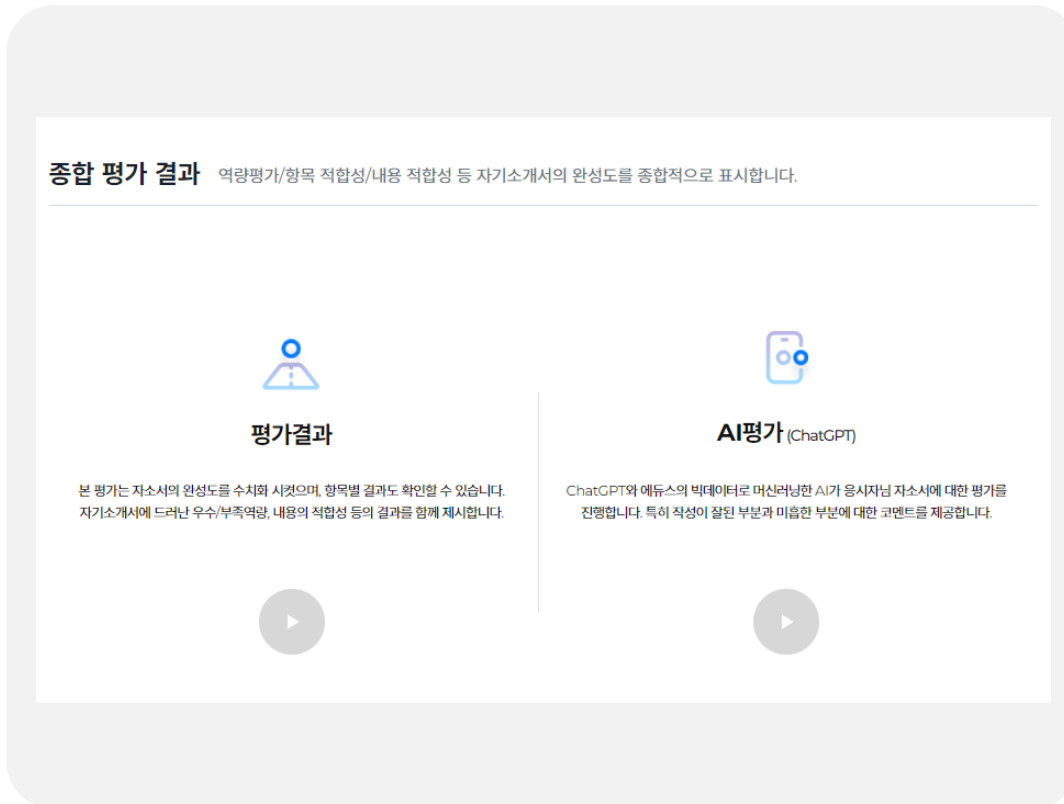 종합 평가 결과 역량평가/항목 적합성/내용 적합성 등 자기소개서의 완성도를 종합적으로 표시합니다.
평가결과
본 평가는 자소서의 완성도를 수치화 시켯으며, 항목별 결과도 확인할 수 있습니다.
자기소개서에 드러난 우수/부족역량, 내용의 적합성 등의 결과를 함께 제시합니다.
AI평가 (ChatGPT)
ChatGPT와 에듀스의 빅데이터로 머신러닝한 AI가 응시자님 자소서에 대한 평가를
진행합니다. 특히 작성이 잘된 부분과 미흡한 부분에 대한 코멘트를 제공합니다.